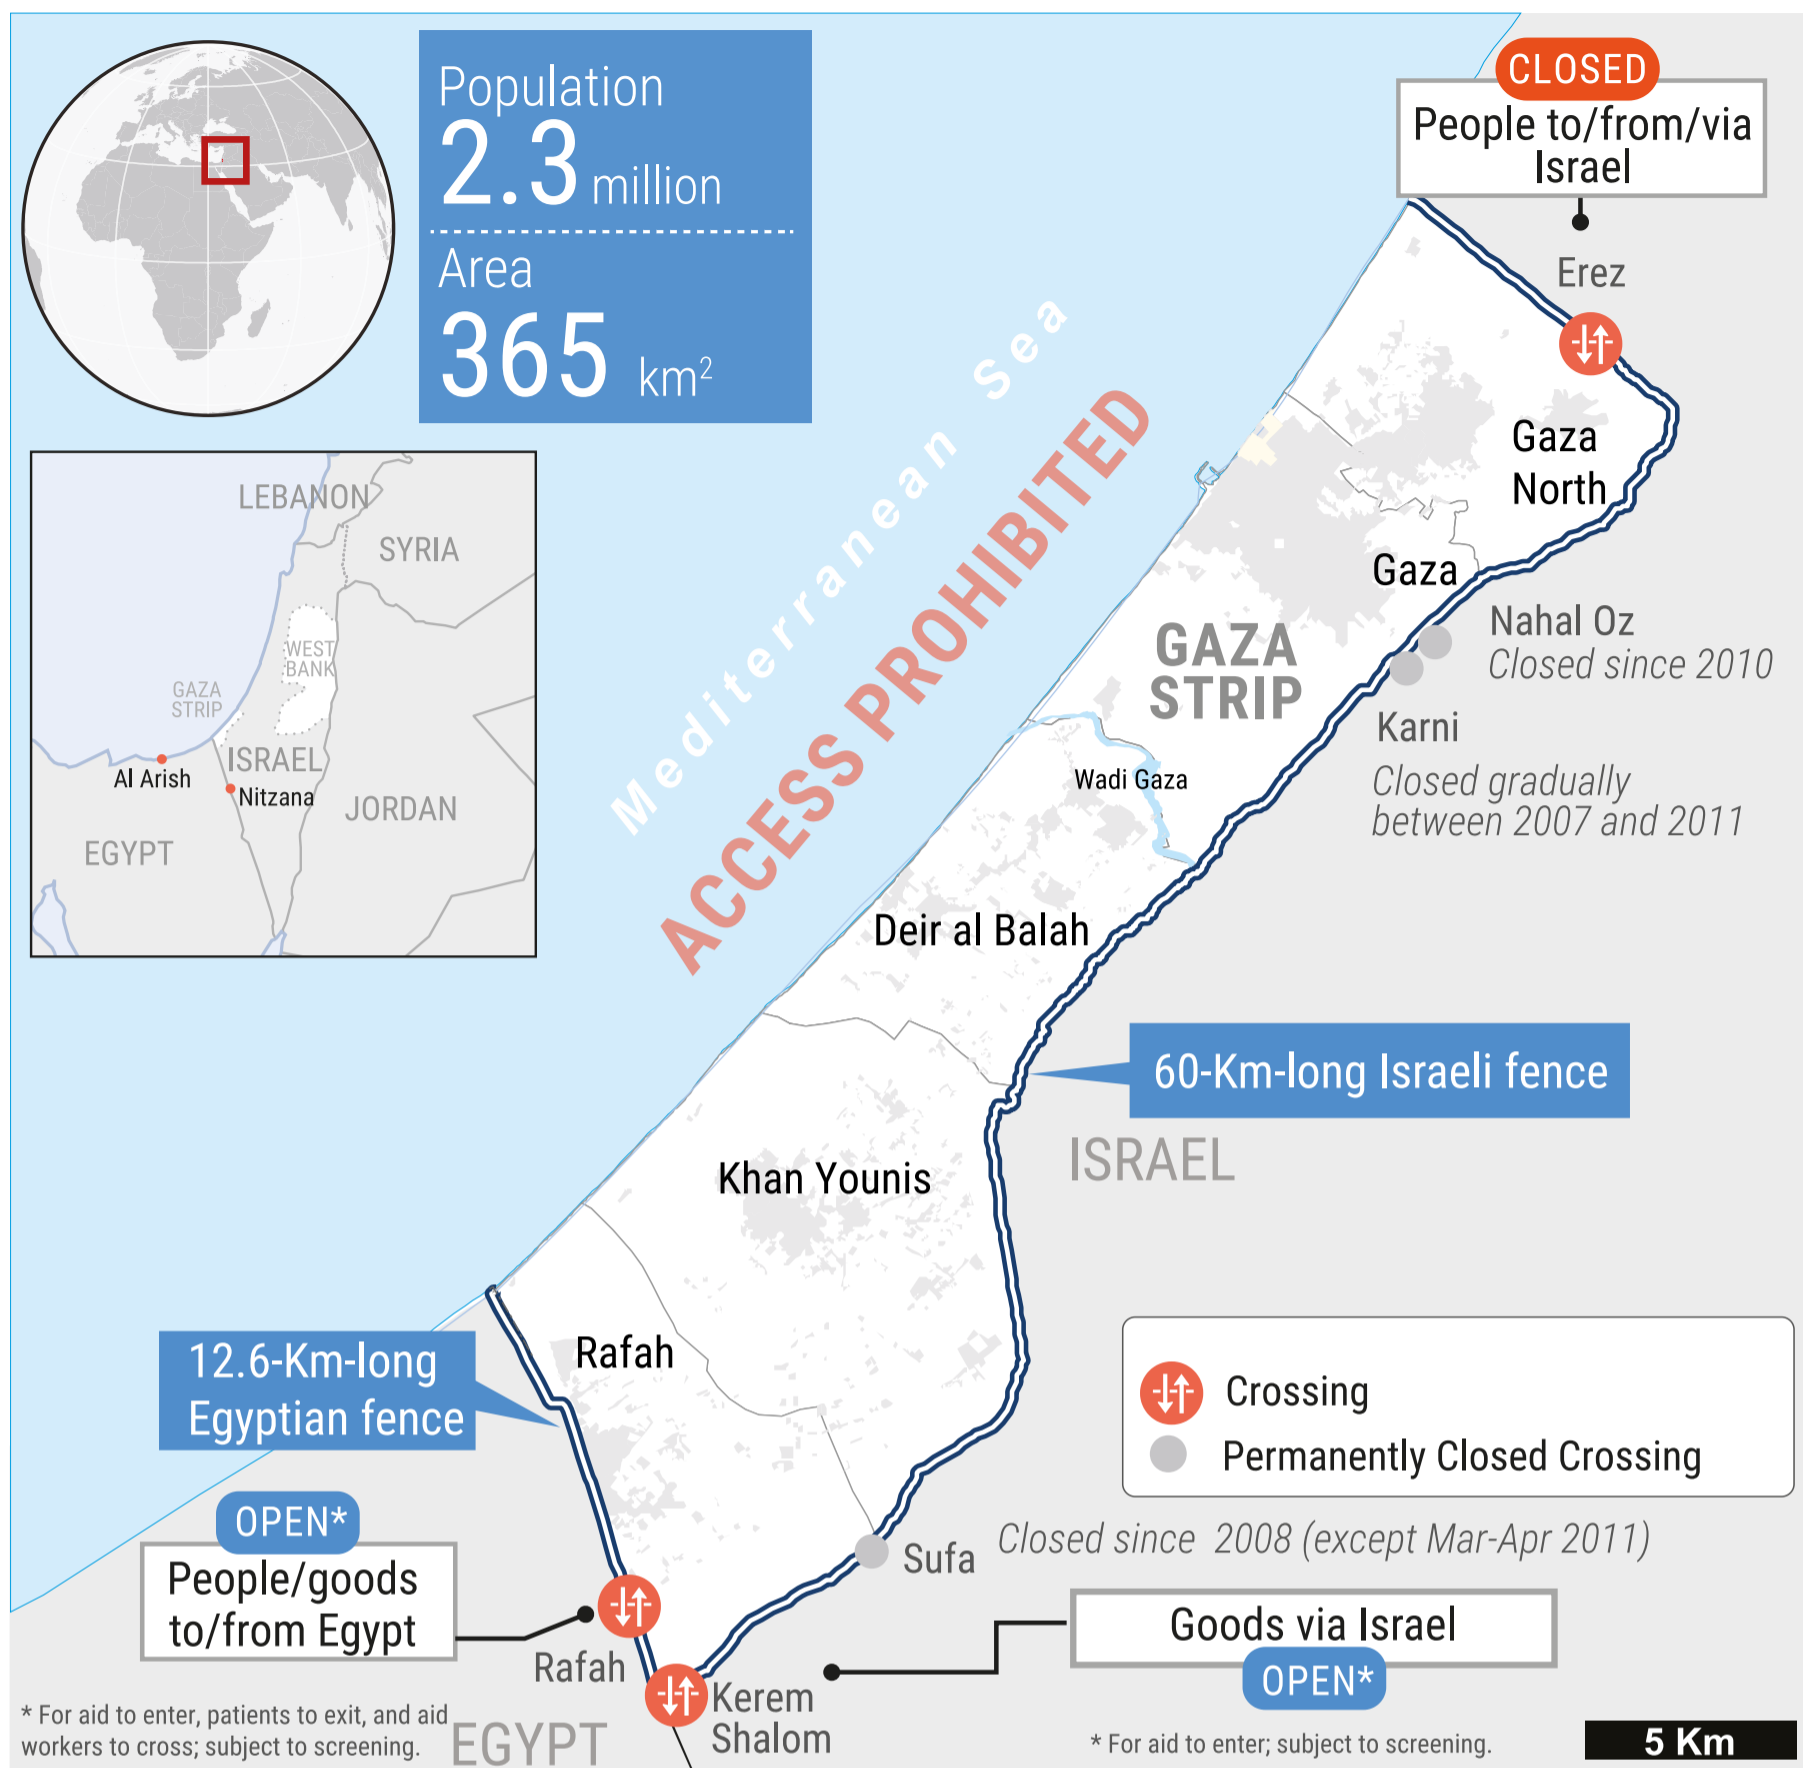 Population
2.3 million
Area
365 km²
CLOSED
People to/from/via
Israel
Erez
Mediterranean Sea
ACCESS PROHIBITED
Gaza
North
Gaza
GAZA
STRIP
Nahal Oz
Closed since 2010
Karni
Closed gradually
between 2007 and 2011
Wadi Gaza
LEBANON
SYRIA
WEST
BANK
GAZA
STRIP
ISRAEL
Al Arish
Nitzana
JORDAN
EGYPT
Deir al Balah
60-Km-long Israeli fence
ISRAEL
Khan Younis
Rafah
12.6-Km-long
Egyptian fence
Crossing
Permanently Closed Crossing
OPEN*
People/goods
to/from Egypt
Rafah
Sufa
Closed since 2008 (except Mar-Apr 2011)
Goods via Israel
OPEN*
Kerem
Shalom
* For aid to enter, patients to exit, and aid
workers to cross; subject to screening.
EGYPT
* For aid to enter; subject to screening.
5 Km